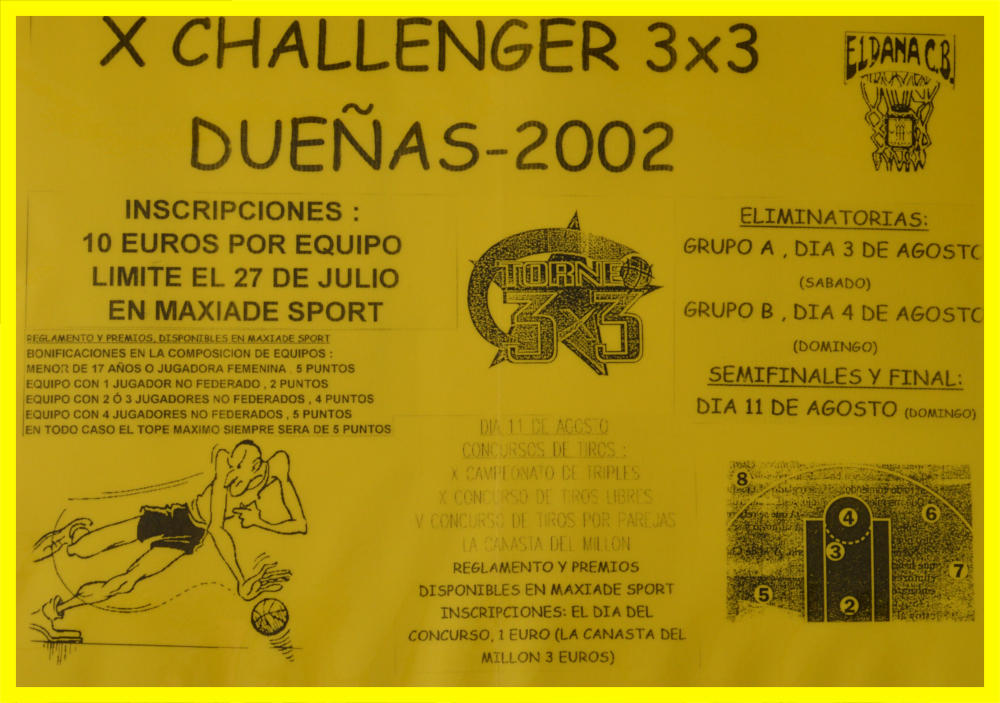 X CHALLENGER 3x3
DUEÑAS-2002
ELDANA C.B.
INSCRIPCIONES :
10 EUROS POR EQUIPO
LIMITE EL 27 DE JULIO
EN MAXIADE SPORT
REGLAMENTO Y PREMIOS, DISPONIBLES EN MAXIADE SPORT
BONIFICACIONES EN LA COMPOSICION DE EQUIPOS :
MENOR DE 17 AÑOS O JUGADORA FEMENINA , 5 PUNTOS
EQUIPO CON 1 JUGADOR NO FEDERADO , 2 PUNTOS
EQUIPO CON 2 Ó 3 JUGADORES NO FEDERADOS , 4 PUNTOS
EQUIPO CON 4 JUGADORES NO FEDERADOS , 5 PUNTOS
EN TODO CASO EL TOPE MAXIMO SIEMPRE SERA DE 5 PUNTOS
TORNEO
3X3
ELIMINATORIAS:
GRUPO A , DIA 3 DE AGOSTO
(SABADO)
GRUPO B , DIA 4 DE AGOSTO
(DOMINGO)
SEMIFINALES Y FINAL:
DIA 11 DE AGOSTO (DOMINGO)
DIA 11 DE AGOSTO
CONCURSOS DE TIROS :
X CAMPEONATO DE TRIPLES
X CONCURSO DE TIROS LIBRES
V CONCURSO DE TIROS POR PAREJAS
LA CANASTA DEL MILLON
REGLAMENTO Y PREMIOS
DISPONIBLES EN MAXIADE SPORT
INSCRIPCIONES: EL DIA DEL
CONCURSO, 1 EURO (LA CANASTA DEL
MILLON 3 EUROS)
8
4
6
3
7
5
2